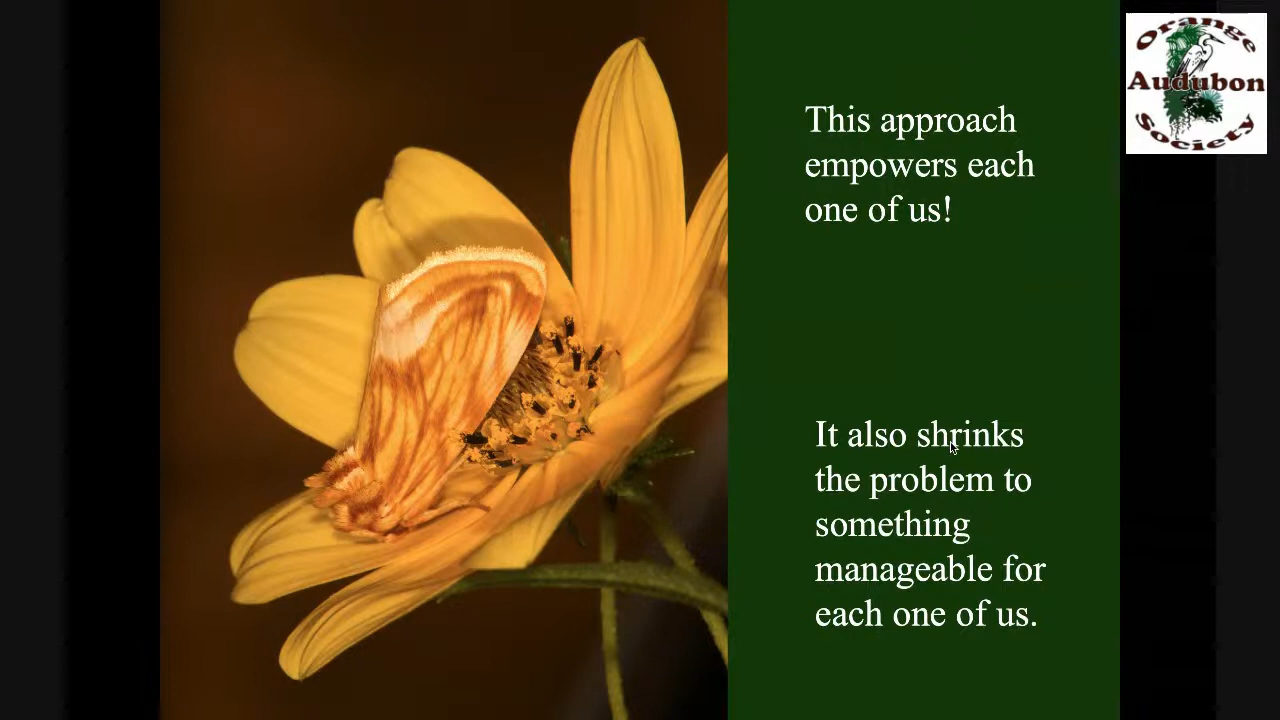 This approach
empowers each
one of us!
It also shrinks
the problem to
something
manageable for
each one of us.
Orange
Audubon
Society